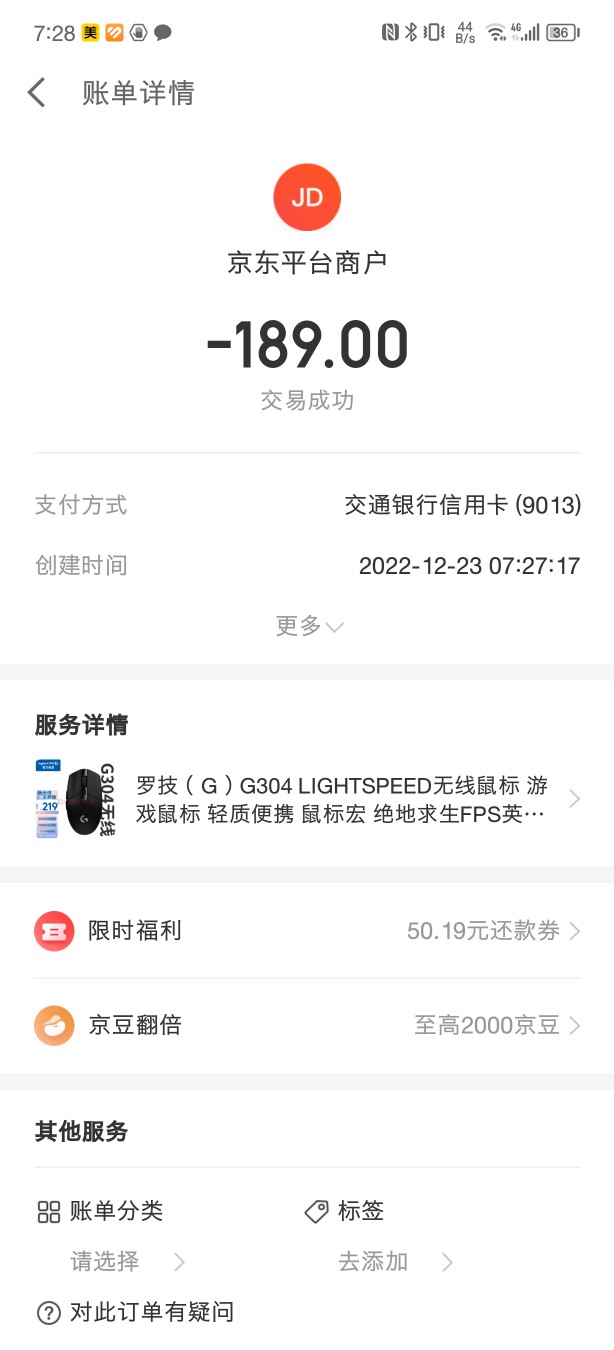 7:28 美 44 B/s 4G 36
账单详情
JD
京东平台商户
-189.00
交易成功
支付方式 交通银行信用卡 (9013)
创建时间 2022-12-23 07:27:17
更多
服务详情
219
G304无线
罗技（G）G304 LIGHTSPEED无线鼠标 游
戏鼠标 轻质便携 鼠标宏 绝地求生FPS英…
限时福利 50.19元还款券
京豆翻倍 至高2000京豆
其他服务
账单分类 标签
请选择 去添加
对此订单有疑问